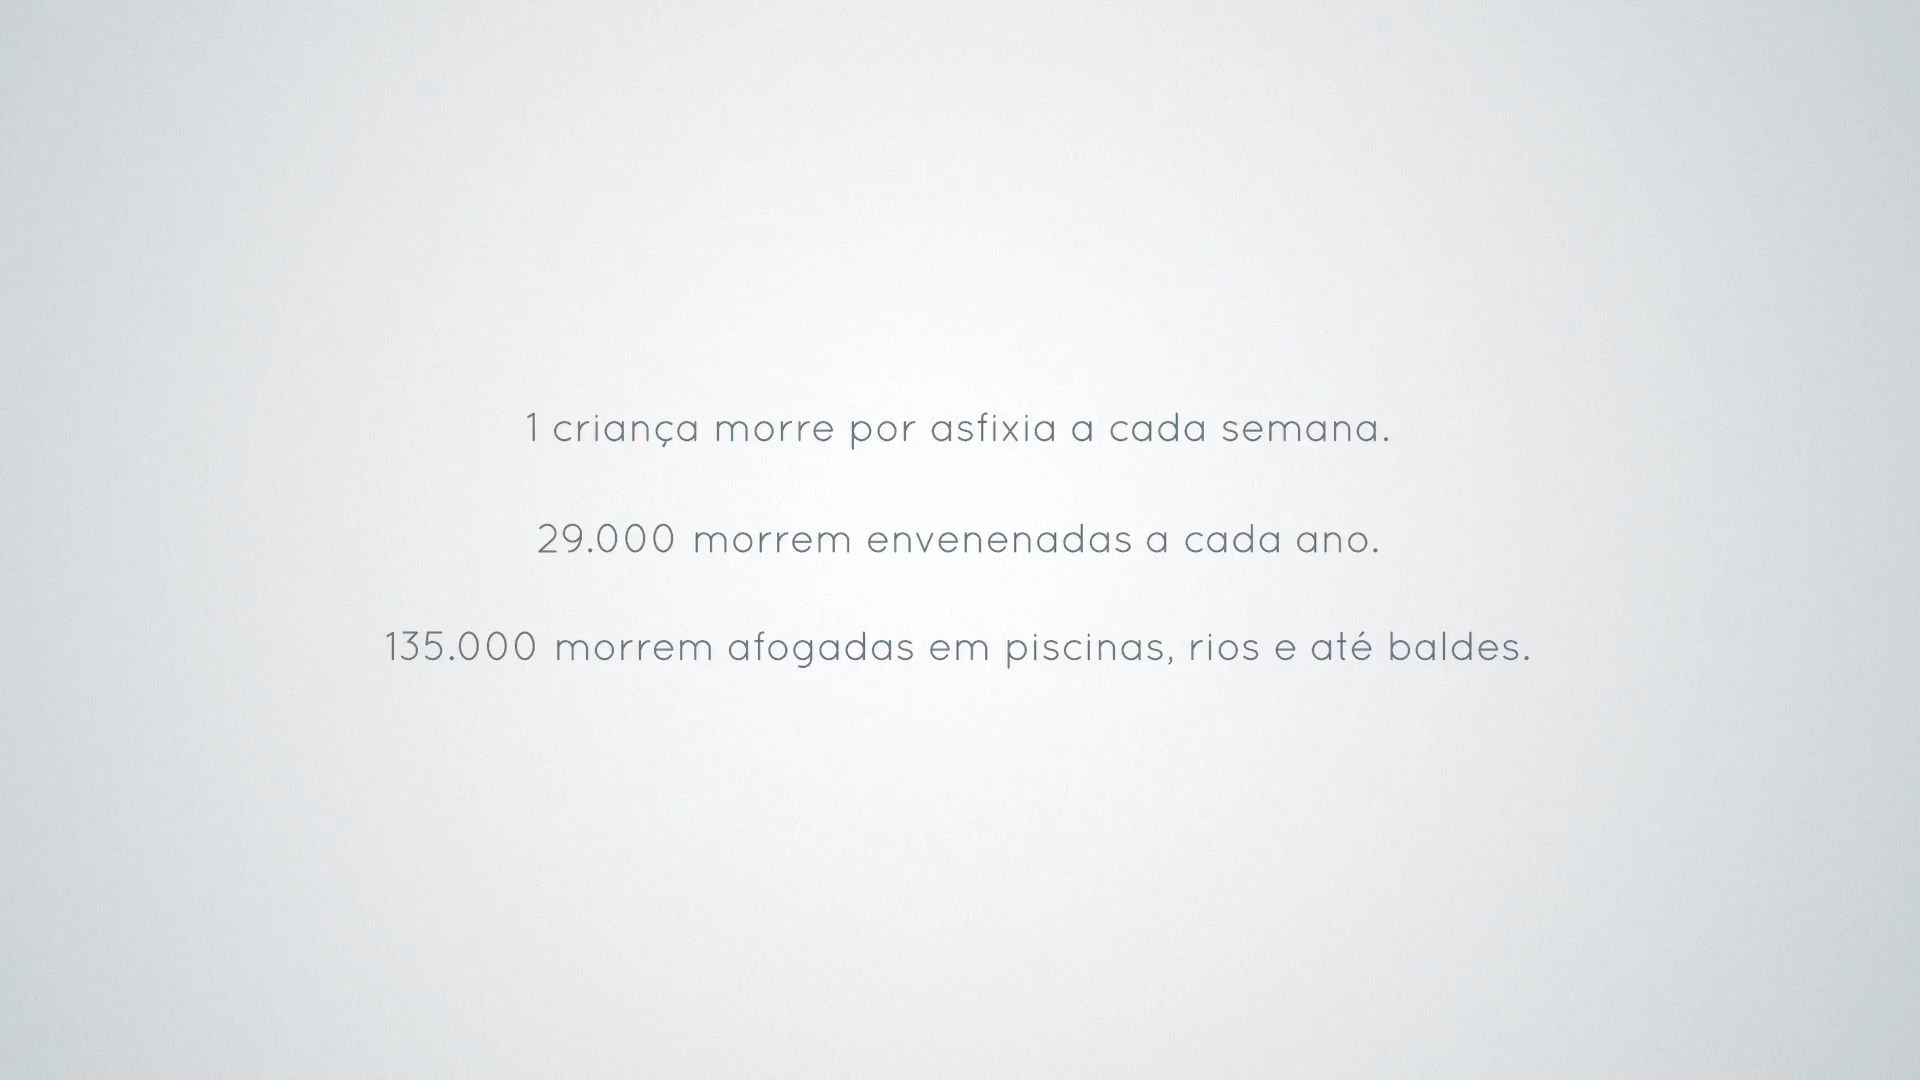 1 criança morre por asfixia a cada semana.
29.000 morrem envenenadas a cada ano.
135.000 morrem afogadas em piscinas, rios e até baldes.